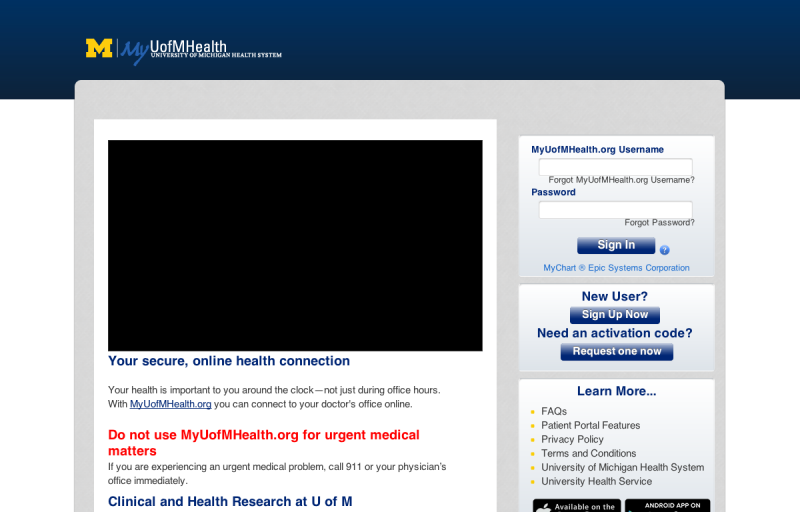 M My UofMHealth
UNIVERSITY OF MICHIGAN HEALTH SYSTEM
MyUofMHealth.org Username
Forgot MyUofMHealth.org Username?
Password
Forgot Password?
Sign In ?
MyChart ® Epic Systems Corporation
New User?
Sign Up Now
Need an activation code?
Request one now
Learn More...
FAQs
Patient Portal Features
Privacy Policy
Terms and Conditions
University of Michigan Health System
University Health Service
Available on the
ANDROID APP ON
Your secure, online health connection
Your health is important to you around the clock—not just during office hours.
With MyUofMHealth.org you can connect to your doctor's office online.
Do not use MyUofMHealth.org for urgent medical
matters
If you are experiencing an urgent medical problem, call 911 or your physician's
office immediately.
Clinical and Health Research at U of M